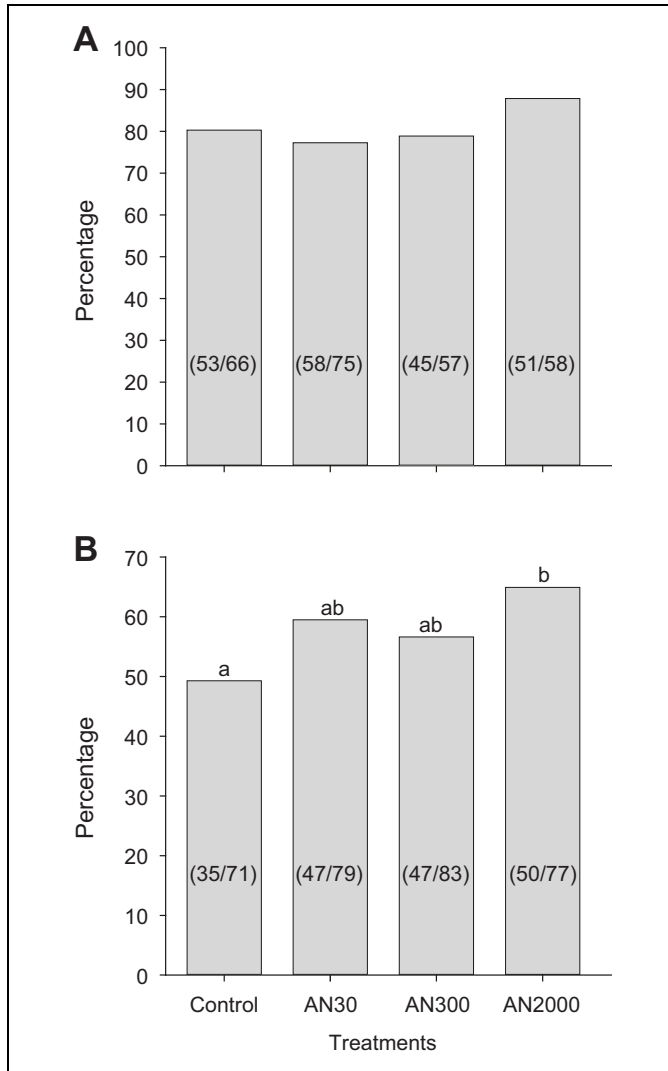 A
100
90
80
70
60
50
40
30
20
10
0
Percentage
(53/66) (58/75) (45/57) (51/58)
B
70
60
50
40
30
20
10
0
Percentage
a ab ab b
(35/71) (47/79) (47/83) (50/77)
Control AN30 AN300 AN2000
Treatments